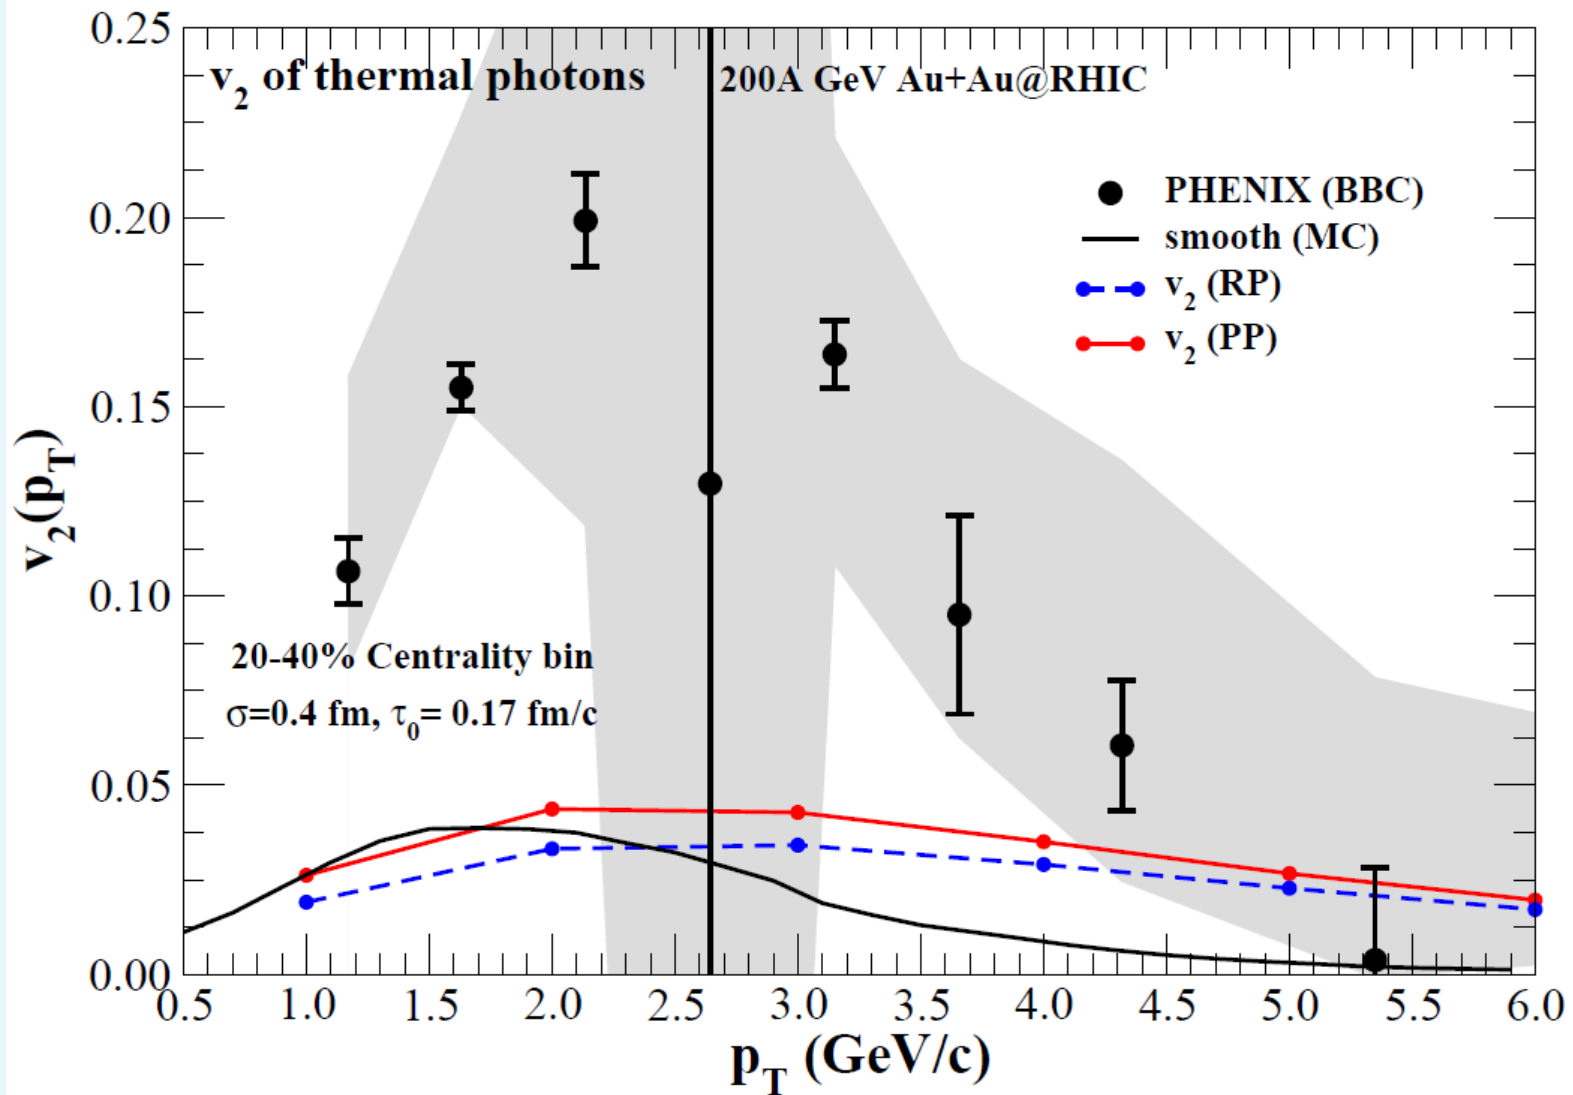 0.25
v₂ of thermal photons
200A GeV Au+Au@RHIC
PHENIX (BBC)
0.20
smooth (MC)
v₂ (RP)
v₂ (PP)
0.15
v₂(p_T)
0.10
20-40% Centrality bin
σ=0.4 fm, τ₀= 0.17 fm/c
0.05
0.00
0.5 1.0 1.5 2.0 2.5 3.0 3.5 4.0 4.5 5.0 5.5 6.0
p_T (GeV/c)